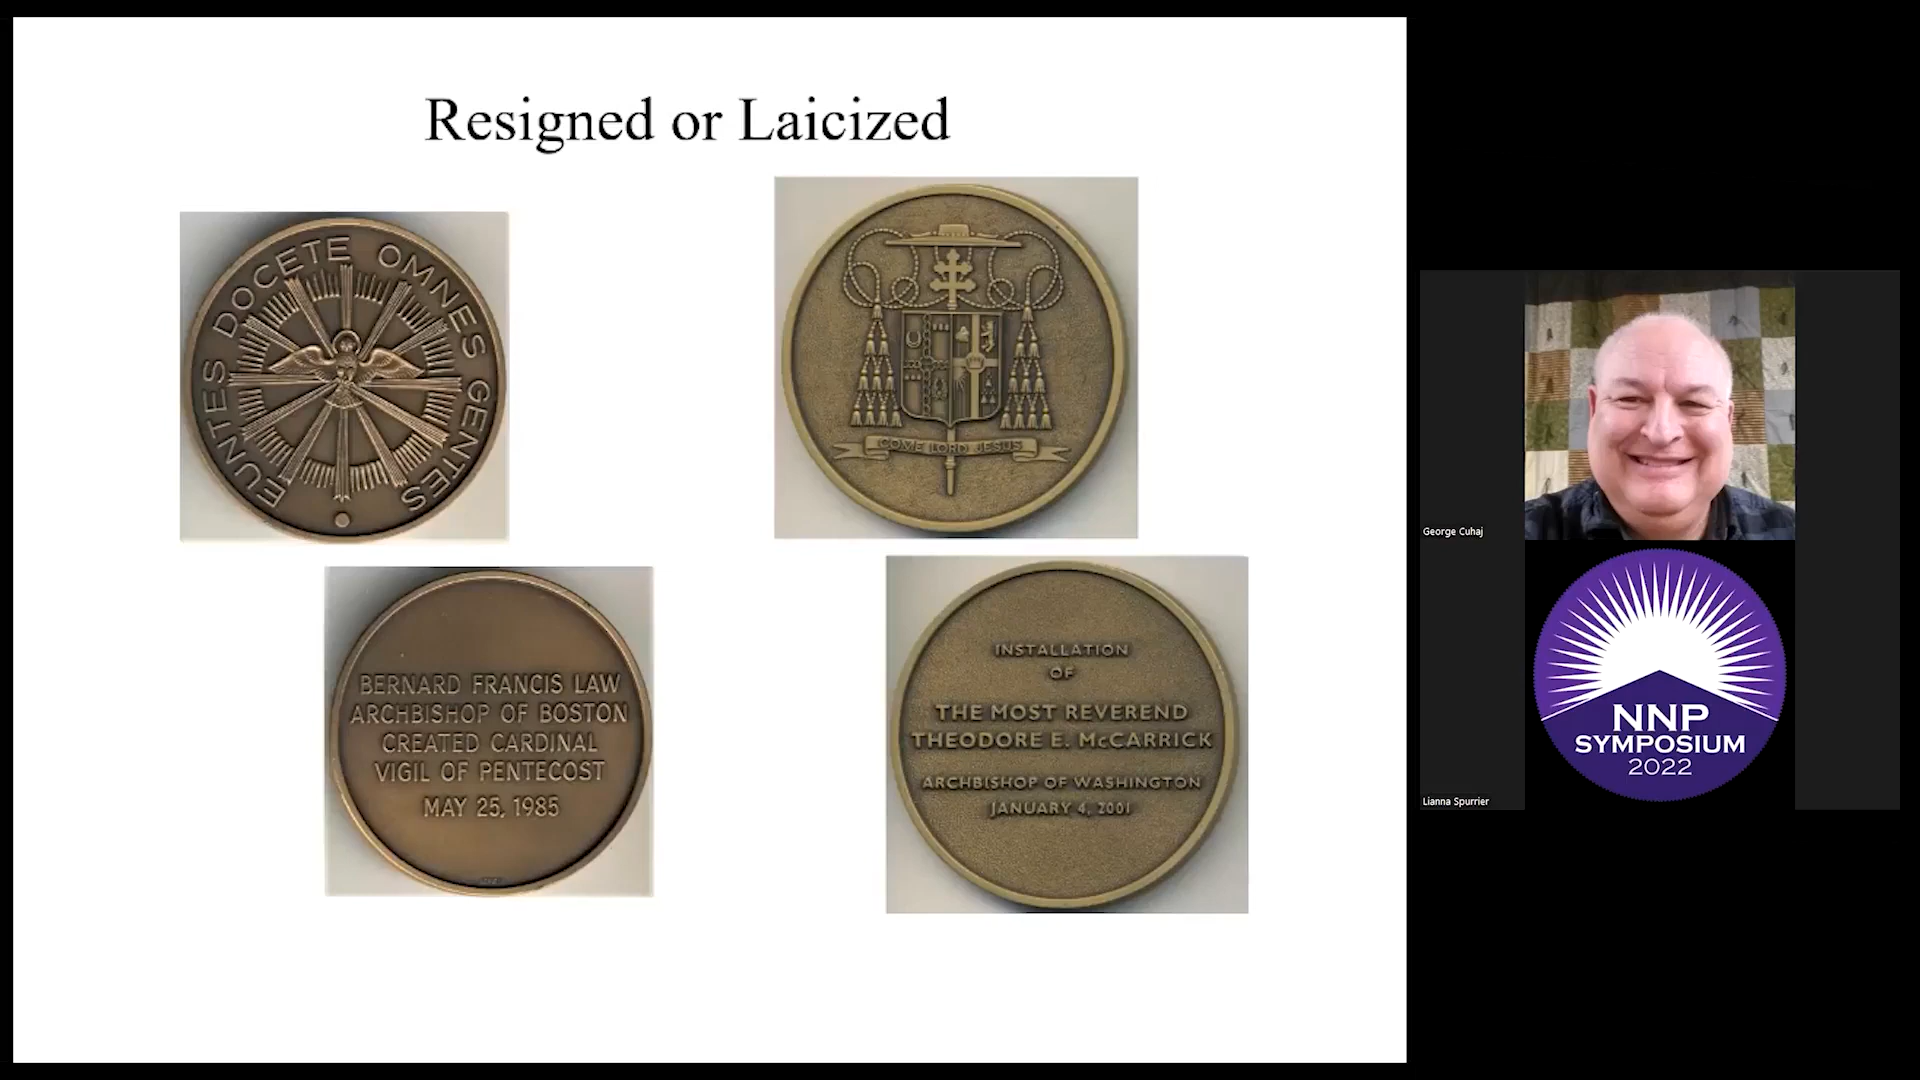 Resigned or Laicized
EUNTES DOCETE OMNES GENTES
COME LORD JESUS
BERNARD FRANCIS LAW
ARCHBISHOP OF BOSTON
CREATED CARDINAL
VIGIL OF PENTECOST
MAY 25, 1985
INSTALLATION
OF
THE MOST REVEREND
THEODORE E. McCARRICK
ARCHBISHOP OF WASHINGTON
JANUARY 4, 2001
George Cuhaj
NNP
SYMPOSIUM
2022
Lianna Spurrier